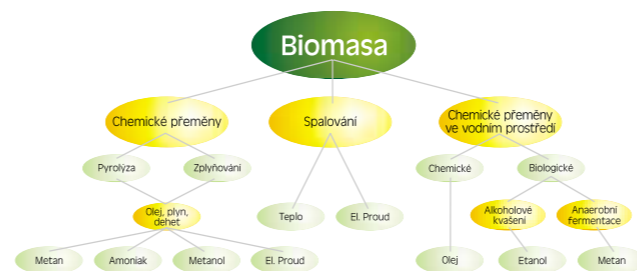 Biomasa
Chemické přeměny
Spalování
Chemické přeměny
ve vodním prostředí
Pyrolýza
Zplyňování
Chemické
Biologické
Olej, plyn,
dehet
Teplo
El. Proud
Alkoholové
kvašení
Anaerobní
fermentace
Metan
Amoniak
Metanol
El. Proud
Olej
Etanol
Metan